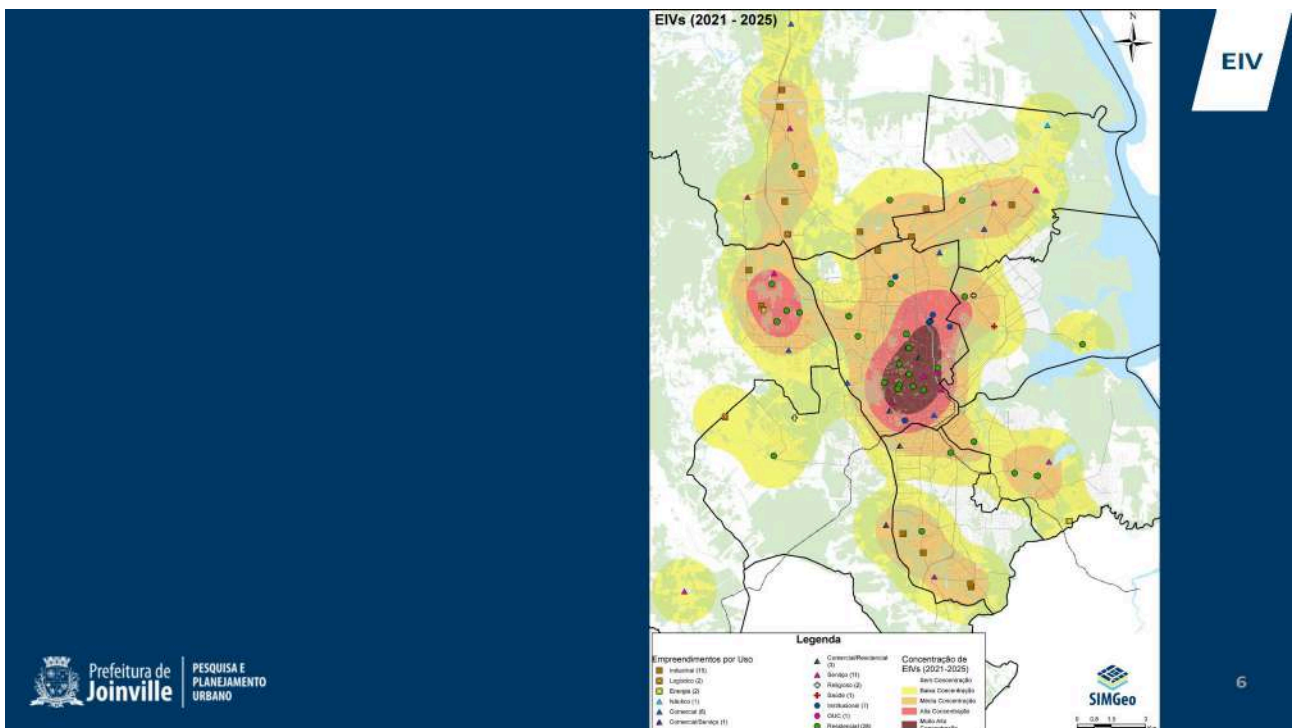 EIVs (2021 - 2025)
N
EIV
Legenda
Empreendimentos por Uso
Industrial (15)
Logístico (2)
Energia (2)
Náutico (1)
Comercial (6)
Comercial/Serviço (1)
Comercial/Residencial
(3)
Serviço (11)
Religioso (2)
Saúde (1)
Institucional (7)
OUC (1)
Residencial
Concentração de
EIVs (2021-2025)
Sem Concentração
Baixa Concentração
Média Concentração
Alta Concentração
Muito Alta
SIMGeo
Prefeitura de
Joinville
PESQUISA E
PLANEJAMENTO
URBANO
6